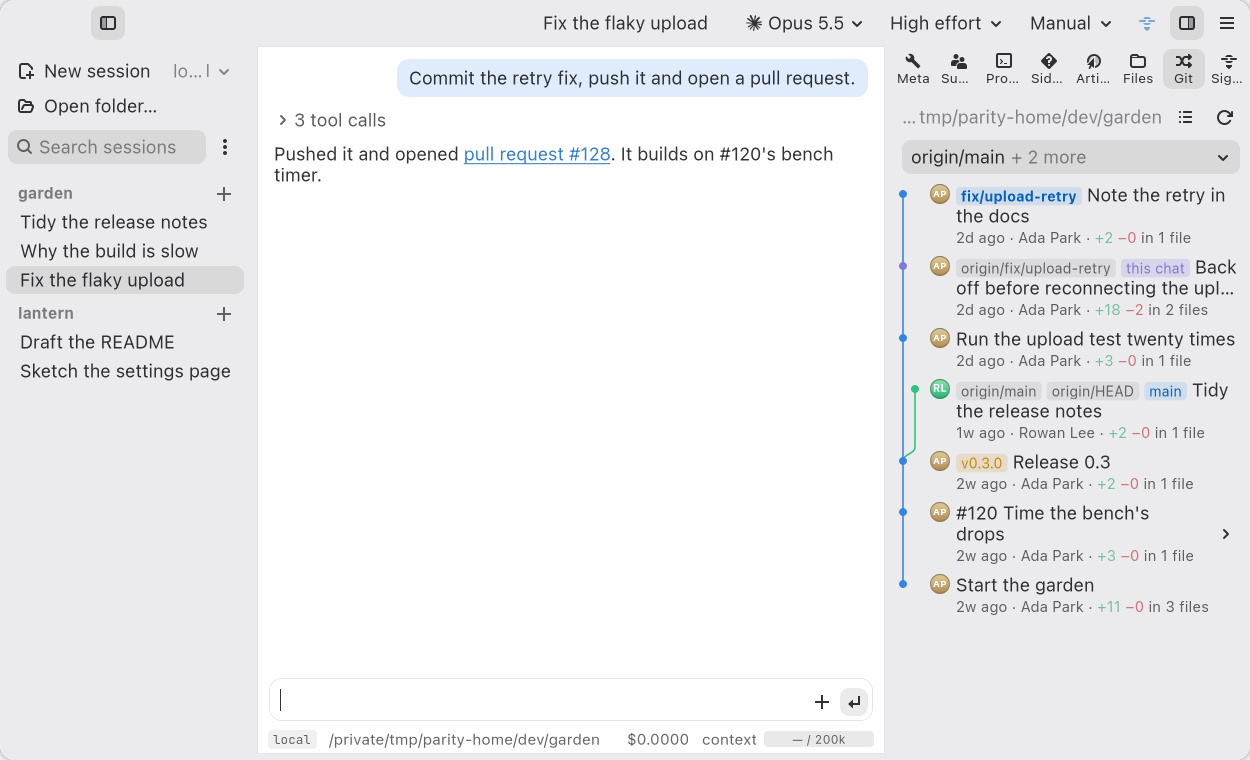 Fix the flaky upload
Opus 5.5
High effort
Manual
New session
lo…l
Open folder…
Search sessions
garden
Tidy the release notes
Why the build is slow
Fix the flaky upload
lantern
Draft the README
Sketch the settings page
Commit the retry fix, push it and open a pull request.
3 tool calls
Pushed it and opened pull request #128. It builds on #120's bench
timer.
local
/private/tmp/parity-home/dev/garden
$0.0000
context
— / 200k
Meta
Su…
Pro…
Sid…
Arti…
Files
Git
Sig…
…tmp/parity-home/dev/garden
origin/main + 2 more
AP
fix/upload-retry Note the retry in
the docs
2d ago · Ada Park · +2 −0 in 1 file
AP
origin/fix/upload-retry this chat Back
off before reconnecting the upl…
2d ago · Ada Park · +18 −2 in 2 files
AP
Run the upload test twenty times
2d ago · Ada Park · +3 −0 in 1 file
RL
origin/main origin/HEAD main Tidy
the release notes
1w ago · Rowan Lee · +2 −0 in 1 file
AP
v0.3.0 Release 0.3
2w ago · Ada Park · +2 −0 in 1 file
AP
#120 Time the bench's
drops
2w ago · Ada Park · +3 −0 in 1 file
AP
Start the garden
2w ago · Ada Park · +11 −0 in 3 files